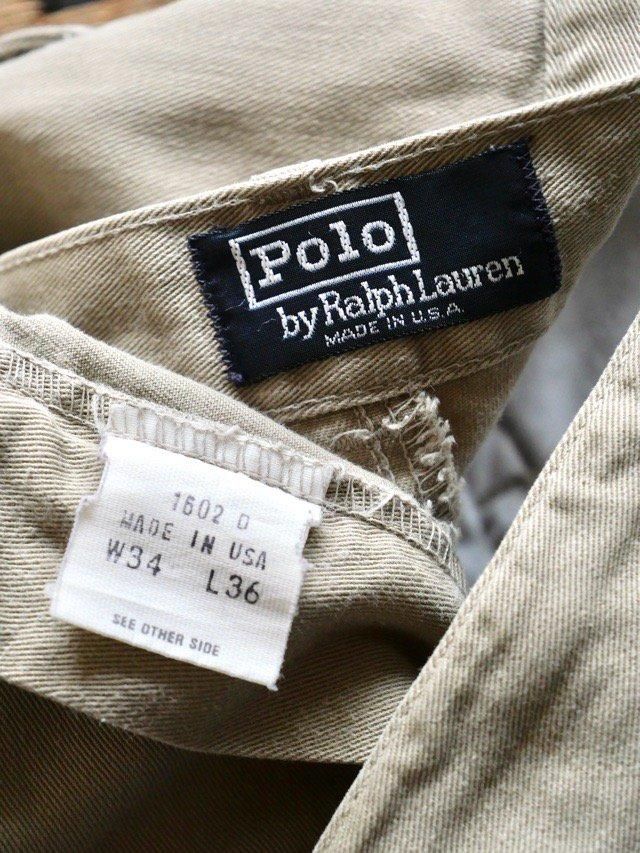 Polo
by Ralph Lauren
MADE IN U.S.A.
1602 D
MADE IN USA
W34 L36
SEE OTHER SIDE